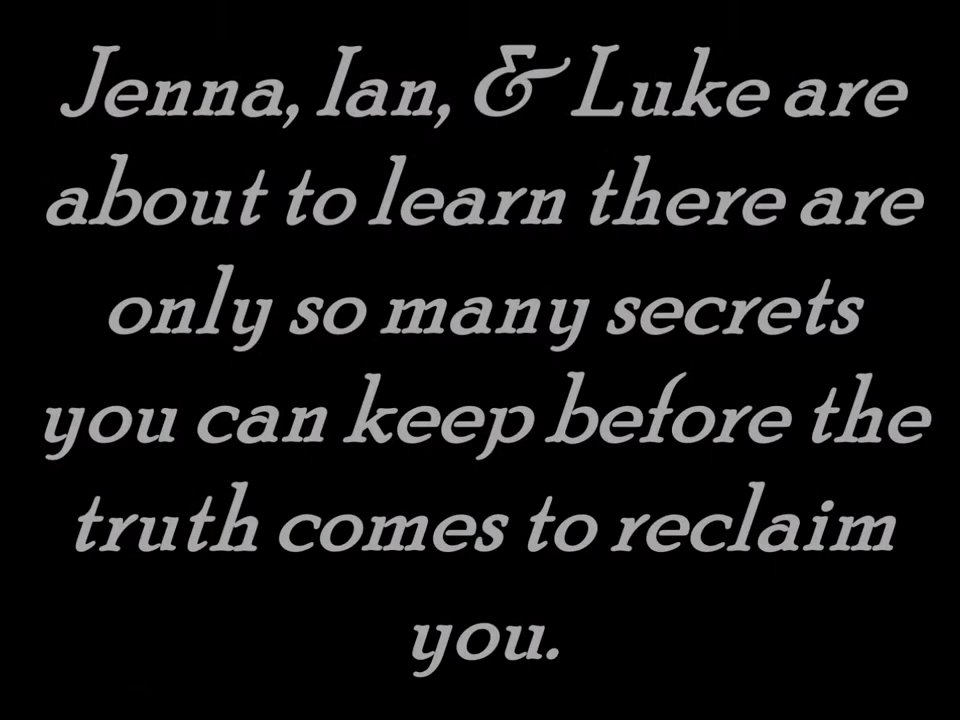 Jenna, Ian, & Luke are
about to learn there are
only so many secrets
you can keep before the
truth comes to reclaim
you.